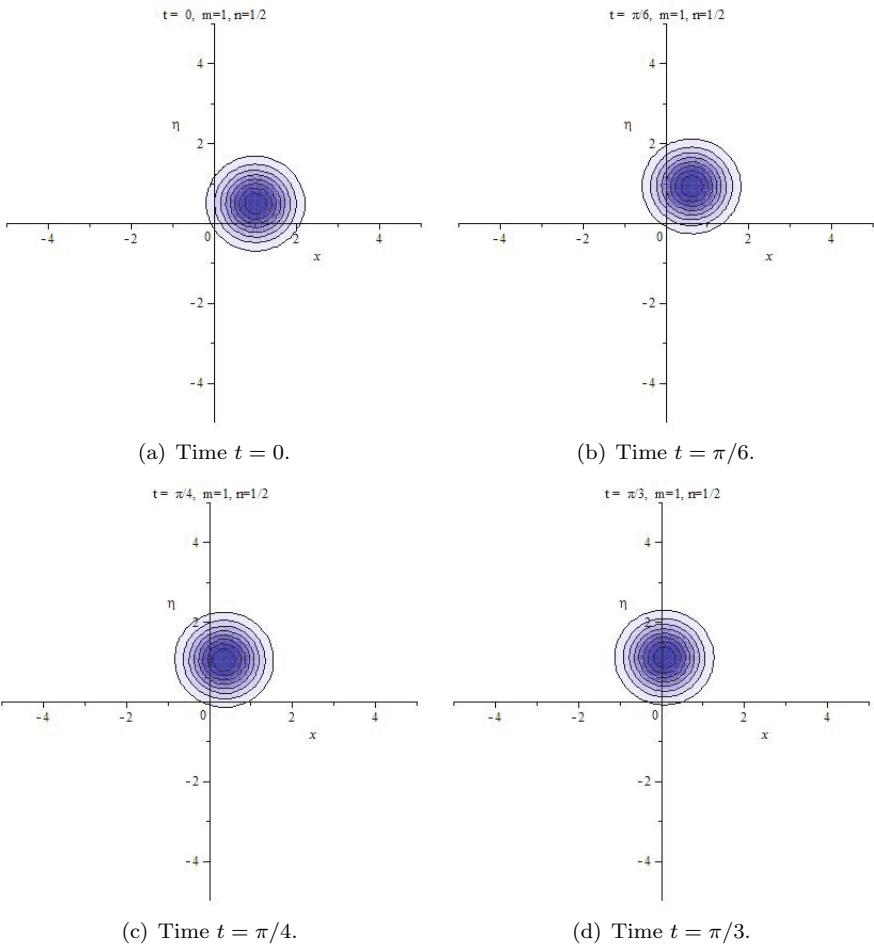 t = 0, m=1, n=1/2
4
η
2
-4 -2 0 2 4
x
-2
-4
(a) Time t = 0.
t = π/6, m=1, n=1/2
4
η
2
-4 -2 0 2 4
x
-2
-4
(b) Time t = π/6.
t = π/4, m=1, n=1/2
4
η
2
-4 -2 0 2 4
x
-2
-4
(c) Time t = π/4.
t = π/3, m=1, n=1/2
4
η
2
-4 -2 0 2 4
x
-2
-4
(d) Time t = π/3.